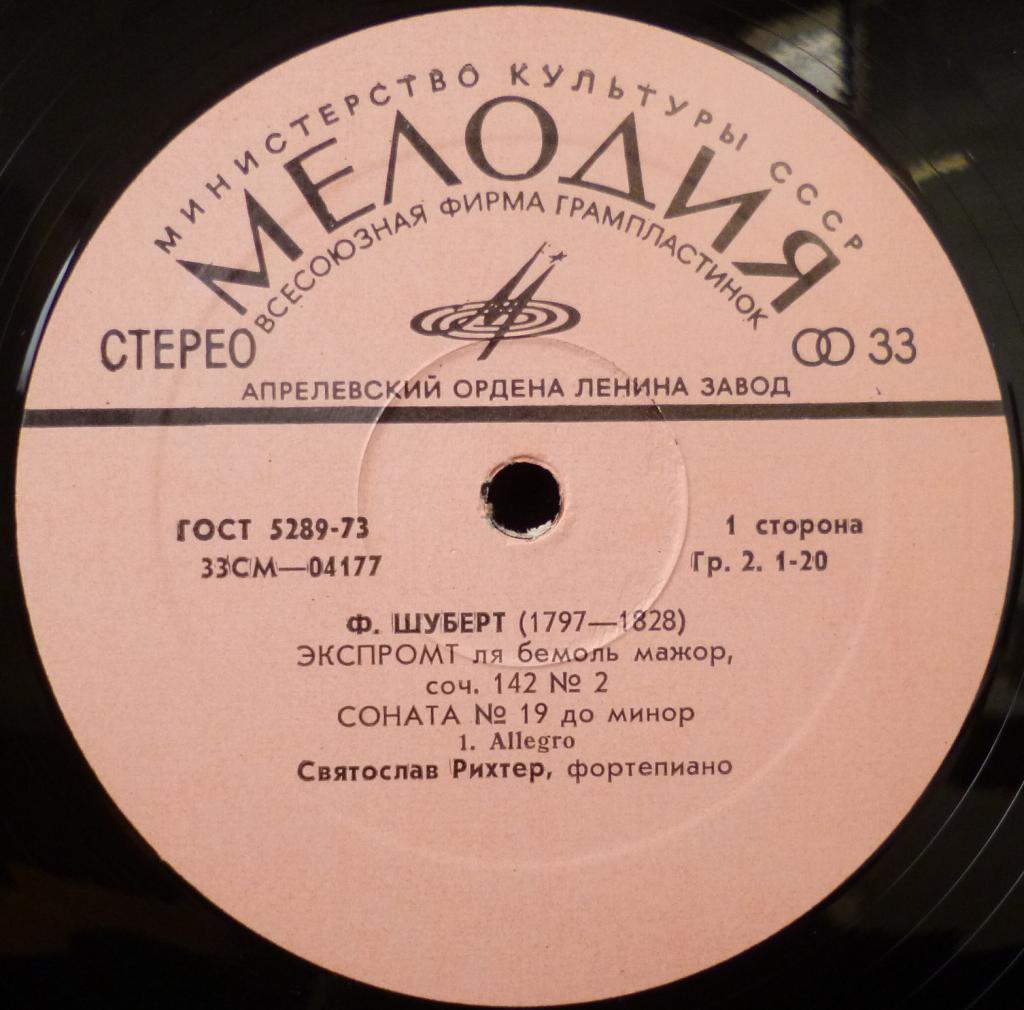 МИНИСТЕРСТВО КУЛЬТУРЫ СССР
МЕЛОДИЯ
ВСЕСОЮЗНАЯ ФИРМА ГРАМПЛАСТИНОК
СТЕРЕО
33
АПРЕЛЕВСКИЙ ОРДЕНА ЛЕНИНА ЗАВОД
ГОСТ 5289-73
1 сторона
33СМ—04177
Гр. 2. 1-20
Ф. ШУБЕРТ (1797—1828)
ЭКСПРОМТ ля бемоль мажор,
соч. 142 № 2
СОНАТА № 19 до минор
1. Allegro
Святослав Рихтер, фортепиано